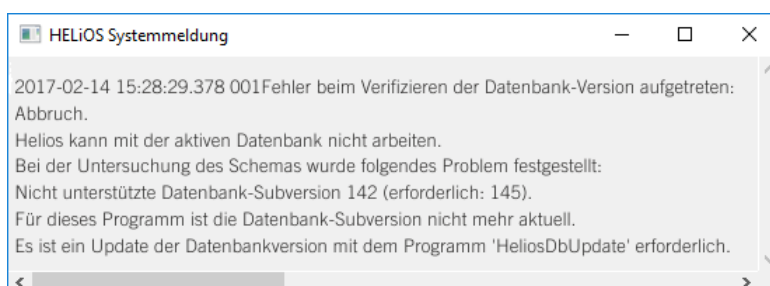 HELiOS Systemmeldung
2017-02-14 15:28:29.378 001Fehler beim Verifizieren der Datenbank-Version aufgetreten:
Abbruch.
Helios kann mit der aktiven Datenbank nicht arbeiten.
Bei der Untersuchung des Schemas wurde folgendes Problem festgestellt:
Nicht unterstützte Datenbank-Subversion 142 (erforderlich: 145).
Für dieses Programm ist die Datenbank-Subversion nicht mehr aktuell.
Es ist ein Update der Datenbankversion mit dem Programm 'HeliosDbUpdate' erforderlich.